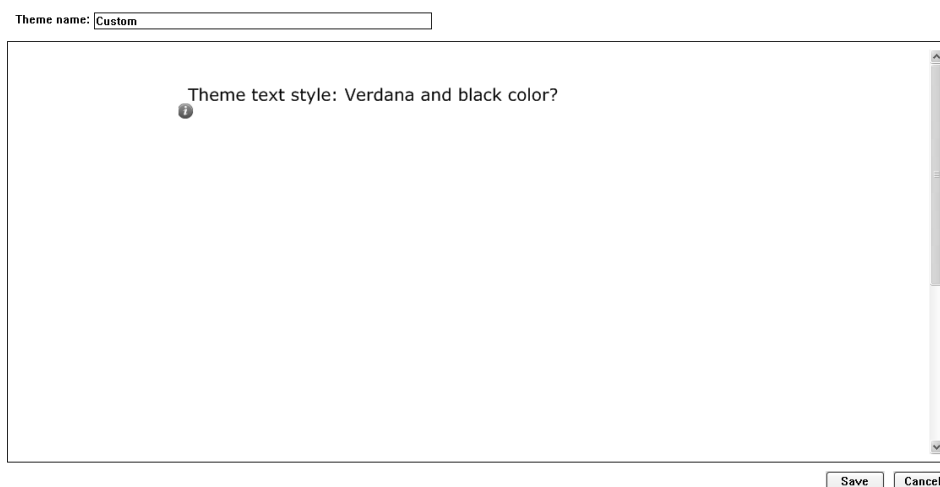 Theme name: Custom
Theme text style: Verdana and black color?
i
Save Cancel